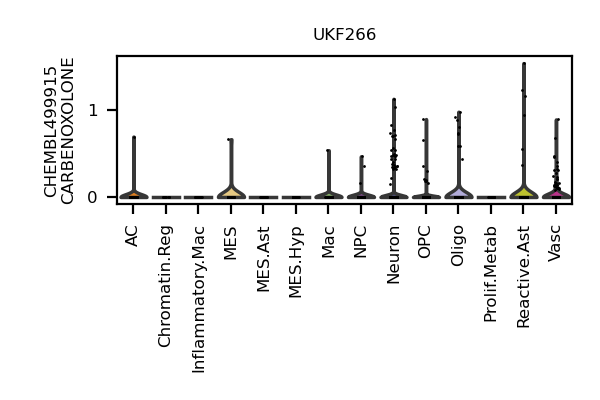 UKF266
CHEMBL499915
CARBENOXOLONE
1
0
AC
Chromatin.Reg
Inflammatory.Mac
MES
MES.Ast
MES.Hyp
Mac
NPC
Neuron
OPC
Oligo
Prolif.Metab
Reactive.Ast
Vasc